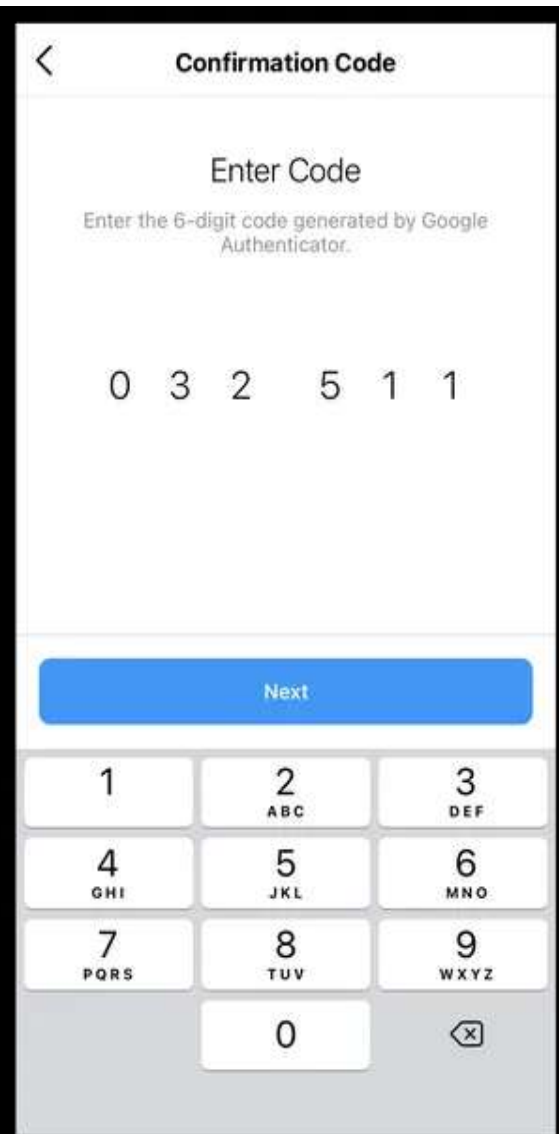 Confirmation Code
Enter Code
Enter the 6-digit code generated by Google
Authenticator.
0 3 2 5 1 1
Next
1 2 3
ABC DEF
4 5 6
GHI JKL MNO
7 8 9
PQRS TUV WXYZ
0